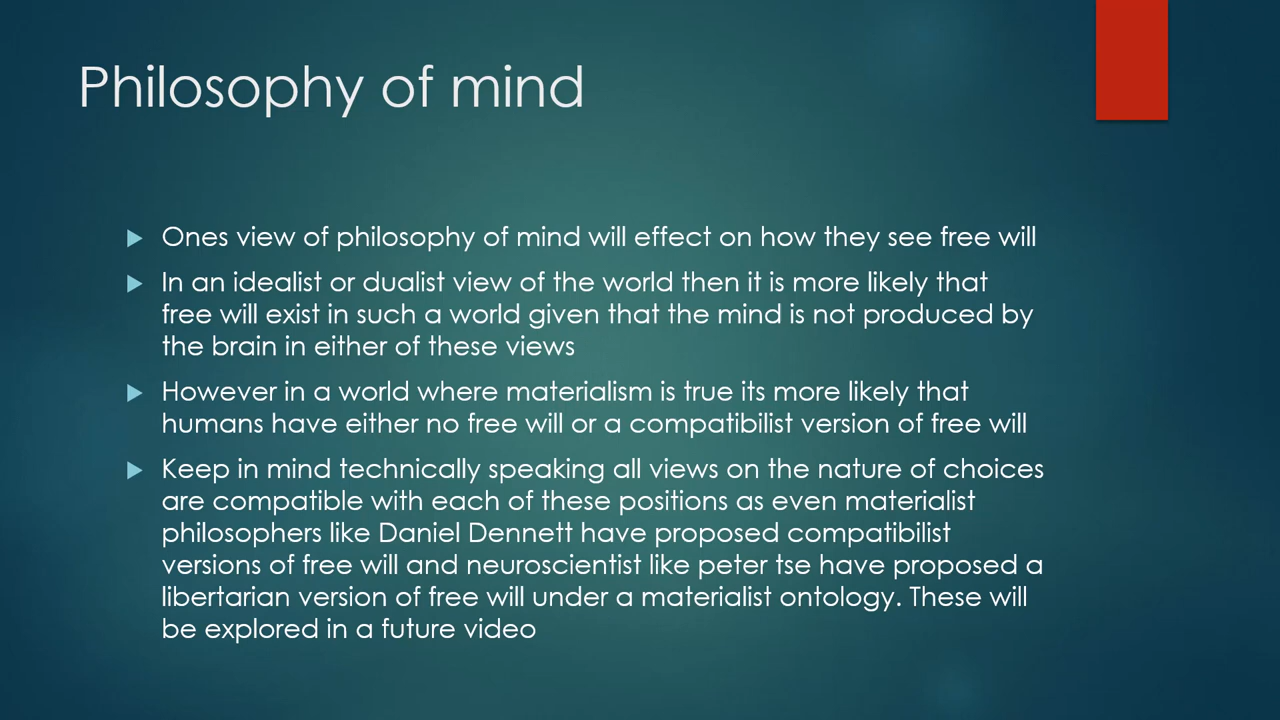 Philosophy of mind
Ones view of philosophy of mind will effect on how they see free will
In an idealist or dualist view of the world then it is more likely that
free will exist in such a world given that the mind is not produced by
the brain in either of these views
However in a world where materialism is true its more likely that
humans have either no free will or a compatibilist version of free will
Keep in mind technically speaking all views on the nature of choices
are compatible with each of these positions as even materialist
philosophers like Daniel Dennett have proposed compatibilist
versions of free will and neuroscientist like peter tse have proposed a
libertarian version of free will under a materialist ontology. These will
be explored in a future video